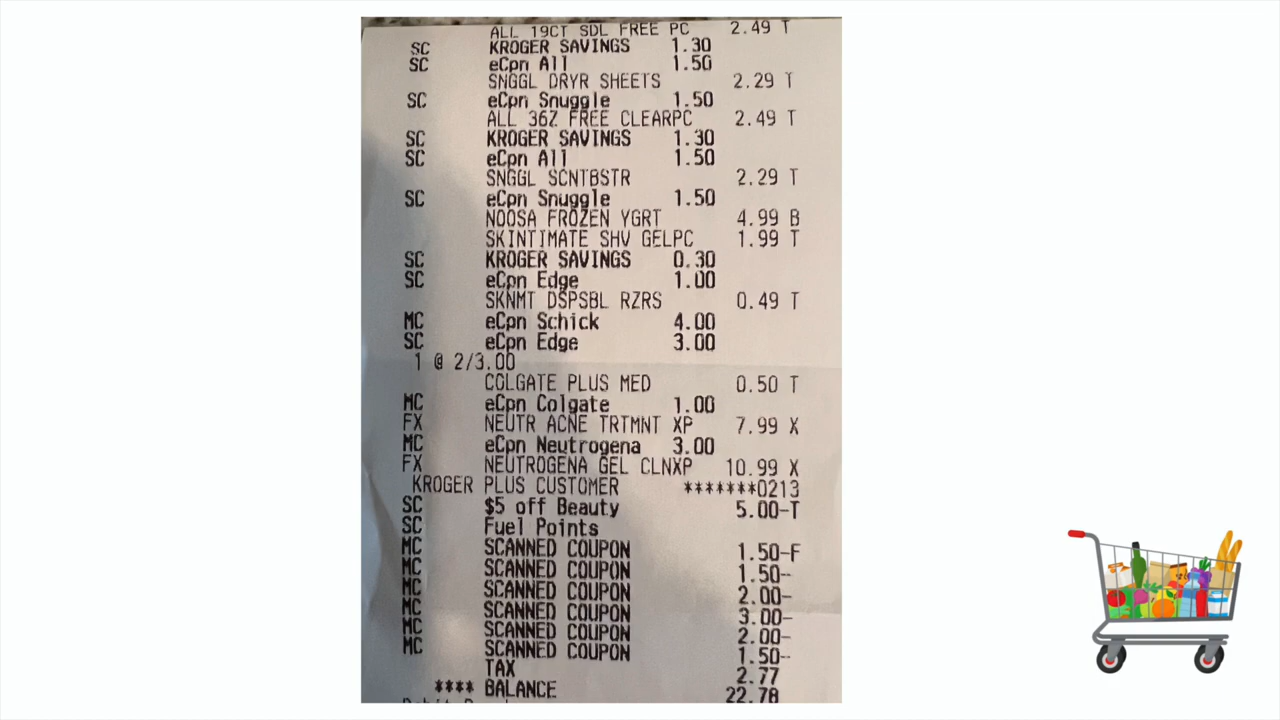 ALL 19CT SDL FREE PC 2.49 T
SC KROGER SAVINGS 1.30
SC eCpn All 1.50
SNGGL DRYR SHEETS 2.29 T
SC eCpn Snuggle 1.50
ALL 36Z FREE CLEARPC 2.49 T
SC KROGER SAVINGS 1.30
SC eCpn All 1.50
SNGGL SCNTBSTR 2.29 T
SC eCpn Snuggle 1.50
NOOSA FROZEN YGRT 4.99 B
SKINTIMATE SHV GELPC 1.99 T
SC KROGER SAVINGS 0.30
SC eCpn Edge 1.00
SKNMT DSPSBL RZRS 0.49 T
MC eCpn Schick 4.00
SC eCpn Edge 3.00
1 @ 2/3.00
COLGATE PLUS MED 0.50 T
MC eCpn Colgate 1.00
FX NEUTR ACNE TRTMNT XP 7.99 X
MC eCpn Neutrogena 3.00
FX NEUTROGENA GEL CLNXP 10.99 X
KROGER PLUS CUSTOMER *******0213
SC $5 off Beauty 5.00-T
SC Fuel Points
MC SCANNED COUPON 1.50-F
MC SCANNED COUPON 1.50-
MC SCANNED COUPON 2.00-
MC SCANNED COUPON 3.00-
MC SCANNED COUPON 2.00-
MC SCANNED COUPON 1.50-
TAX 2.77
**** BALANCE 22.78